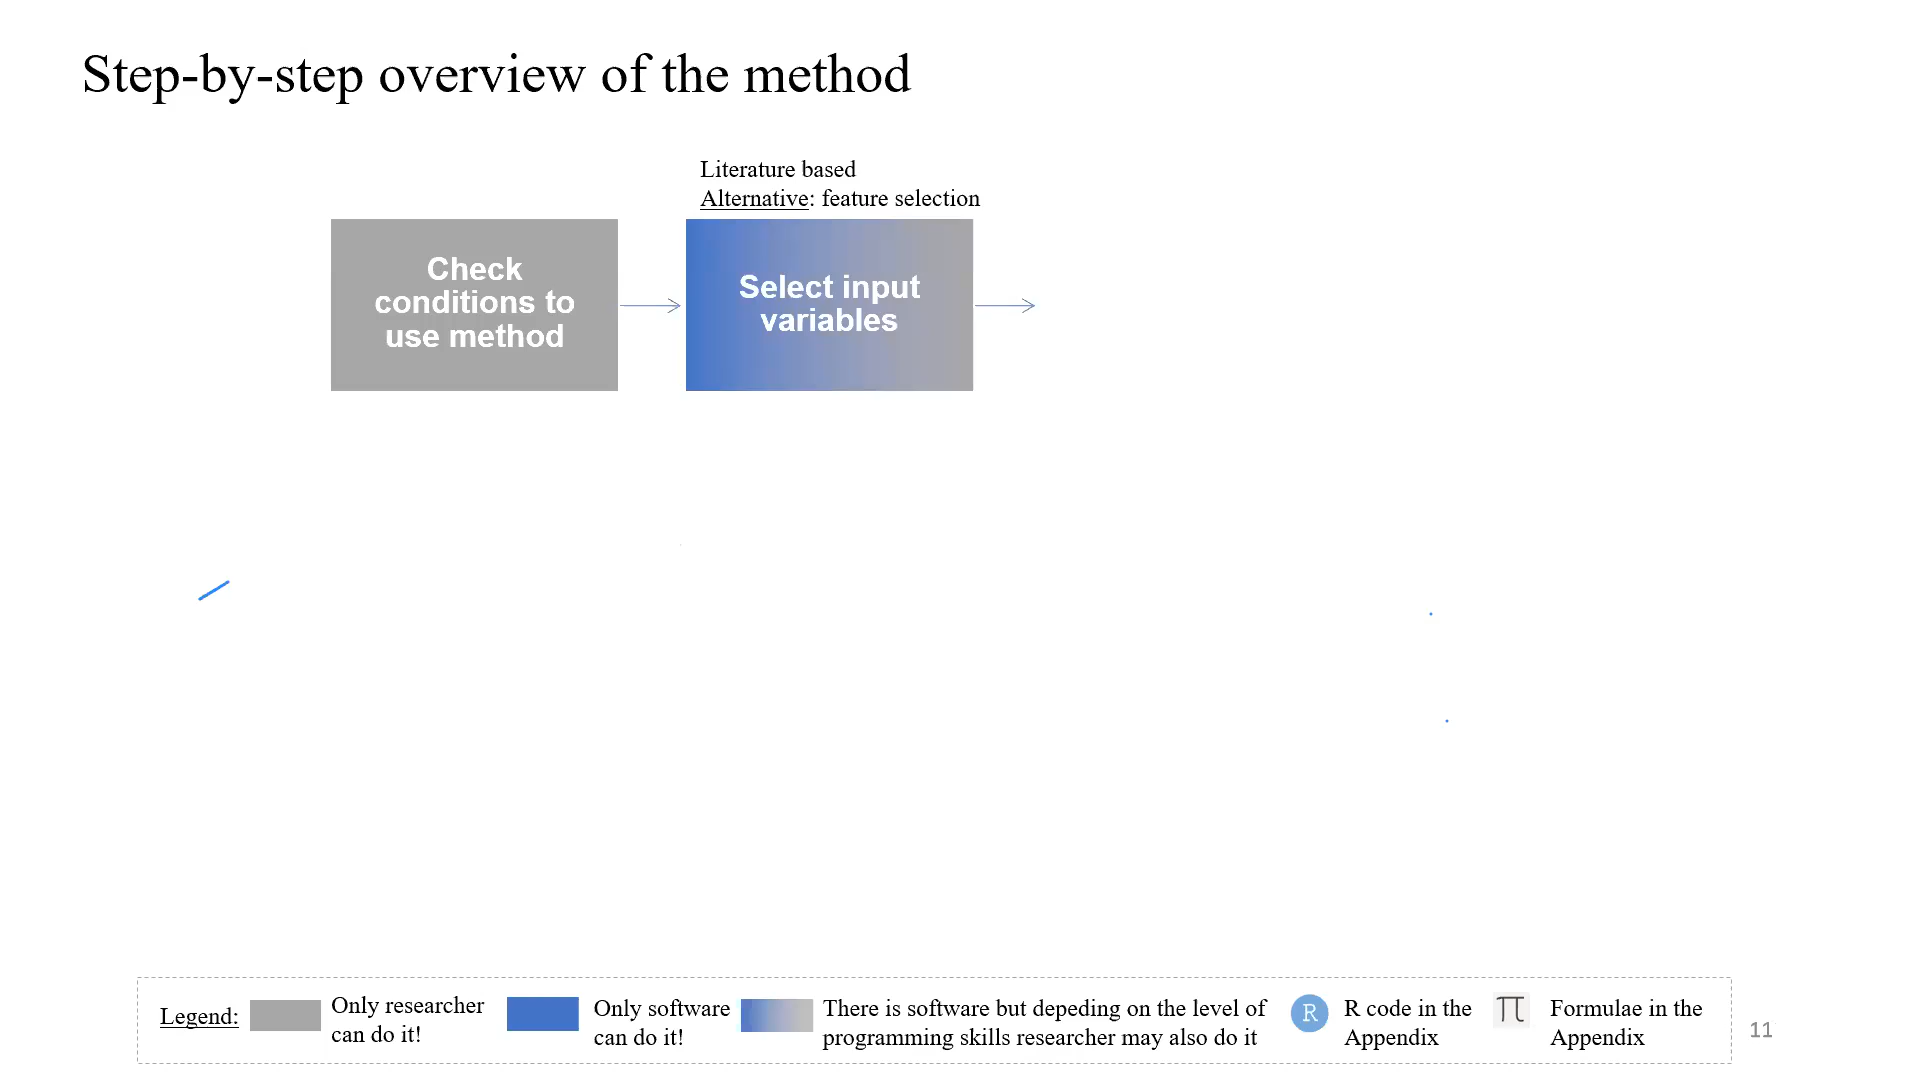 Step-by-step overview of the method
Literature based
Alternative: feature selection
Check
conditions to
use method
Select input
variables
Legend:
Only researcher
can do it!
Only software
can do it!
There is software but depeding on the level of
programming skills researcher may also do it
R
R code in the
Appendix
π
Formulae in the
Appendix
11